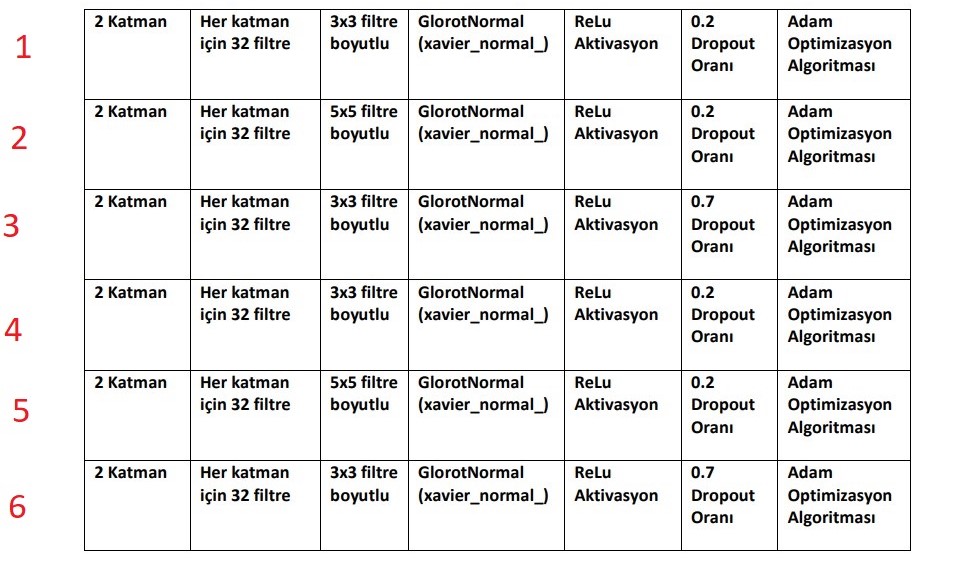 1
2 Katman
Her katman
için 32 filtre
3x3 filtre
boyutlu
GlorotNormal
(xavier_normal_)
ReLu
Aktivasyon
0.2
Dropout
Oranı
Adam
Optimizasyon
Algoritması
2
2 Katman
Her katman
için 32 filtre
5x5 filtre
boyutlu
GlorotNormal
(xavier_normal_)
ReLu
Aktivasyon
0.2
Dropout
Oranı
Adam
Optimizasyon
Algoritması
3
2 Katman
Her katman
için 32 filtre
3x3 filtre
boyutlu
GlorotNormal
(xavier_normal_)
ReLu
Aktivasyon
0.7
Dropout
Oranı
Adam
Optimizasyon
Algoritması
4
2 Katman
Her katman
için 32 filtre
3x3 filtre
boyutlu
GlorotNormal
(xavier_normal_)
ReLu
Aktivasyon
0.2
Dropout
Oranı
Adam
Optimizasyon
Algoritması
5
2 Katman
Her katman
için 32 filtre
5x5 filtre
boyutlu
GlorotNormal
(xavier_normal_)
ReLu
Aktivasyon
0.2
Dropout
Oranı
Adam
Optimizasyon
Algoritması
6
2 Katman
Her katman
için 32 filtre
3x3 filtre
boyutlu
GlorotNormal
(xavier_normal_)
ReLu
Aktivasyon
0.7
Dropout
Oranı
Adam
Optimizasyon
Algoritması